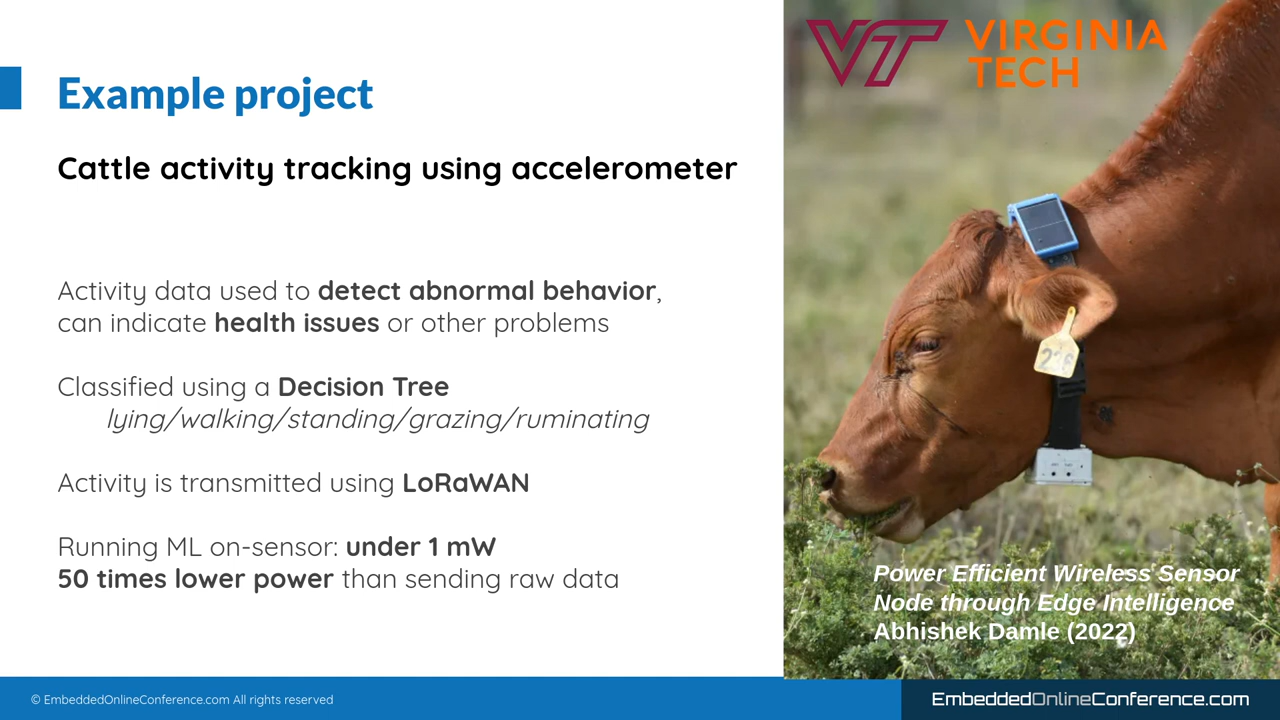 Example project
Cattle activity tracking using accelerometer
Activity data used to detect abnormal behavior,
can indicate health issues or other problems
Classified using a Decision Tree
lying/walking/standing/grazing/ruminating
Activity is transmitted using LoRaWAN
Running ML on-sensor: under 1 mW
50 times lower power than sending raw data
VT VIRGINIA
TECH
Power Efficient Wireless Sensor
Node through Edge Intelligence
Abhishek Damle (2022)
© EmbeddedOnlineConference.com All rights reserved
EmbeddedOnlineConference.com